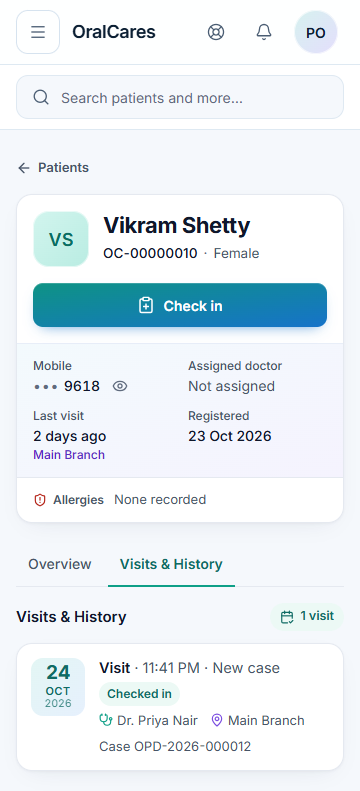 OralCares
PO
Search patients and more...
Patients
VS
Vikram Shetty
OC-00000010 · Female
Check in
Mobile
Assigned doctor
••• 9618
Not assigned
Last visit
Registered
2 days ago
23 Oct 2026
Main Branch
Allergies None recorded
Overview
Visits & History
Visits & History
1 visit
24
OCT
2026
Visit · 11:41 PM · New case
Checked in
Dr. Priya Nair
Main Branch
Case OPD-2026-000012